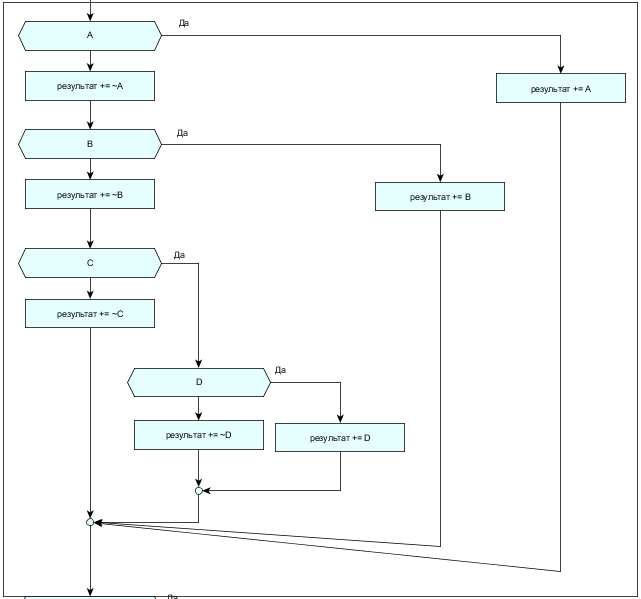 Да
A
результат += ~A
результат += A
Да
B
результат += ~B
результат += B
Да
C
результат += ~C
Да
D
результат += ~D
результат += D
Да